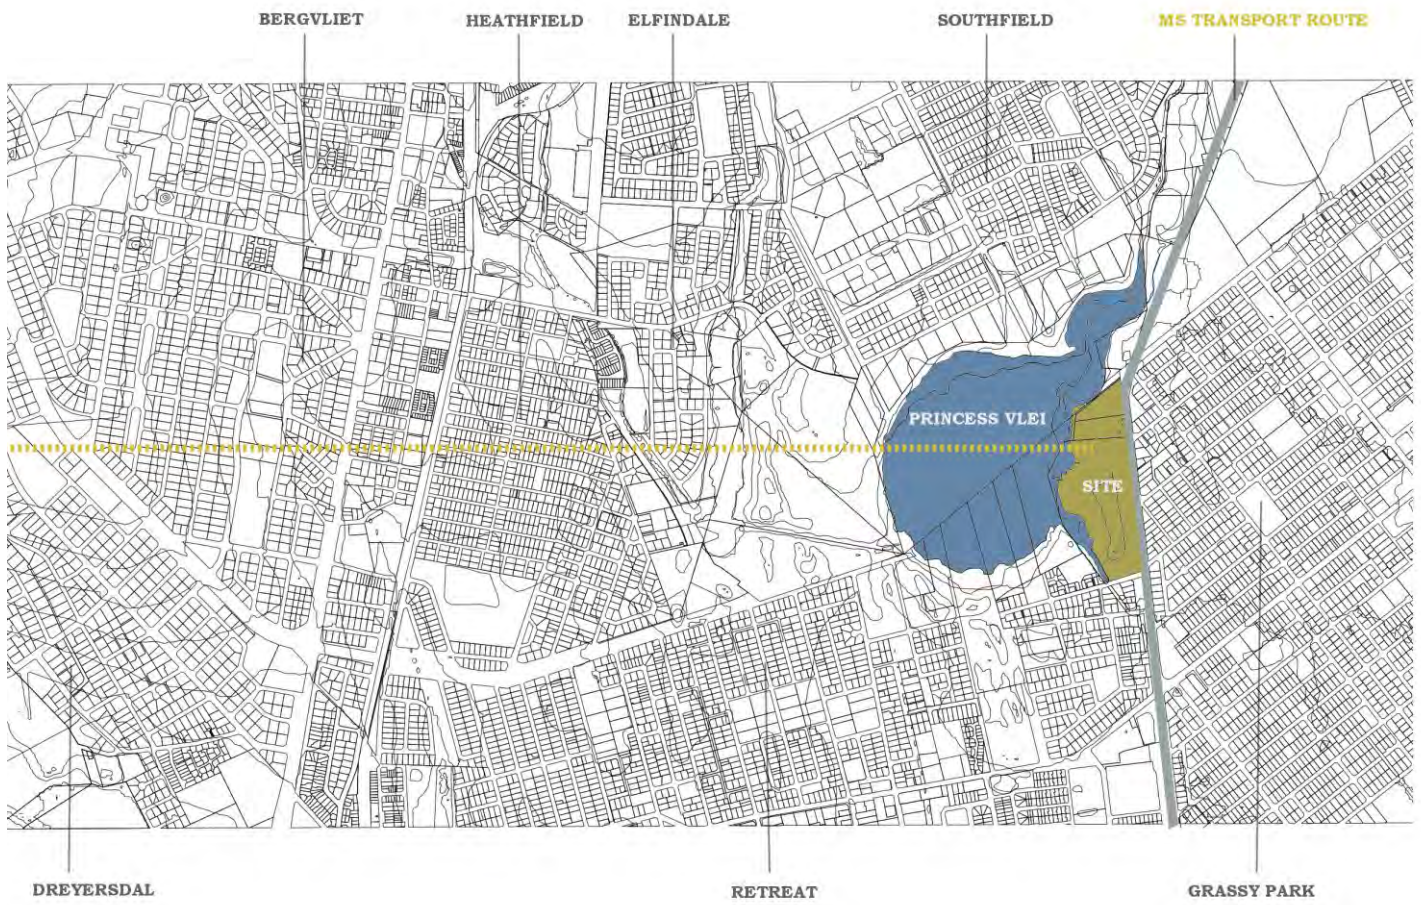 BERGVLIET
HEATHFIELD
ELFINDALE
SOUTHFIELD
M5 TRANSPORT ROUTE
PRINCESS VLEI
SITE
DREYERSDAL
RETREAT
GRASSY PARK